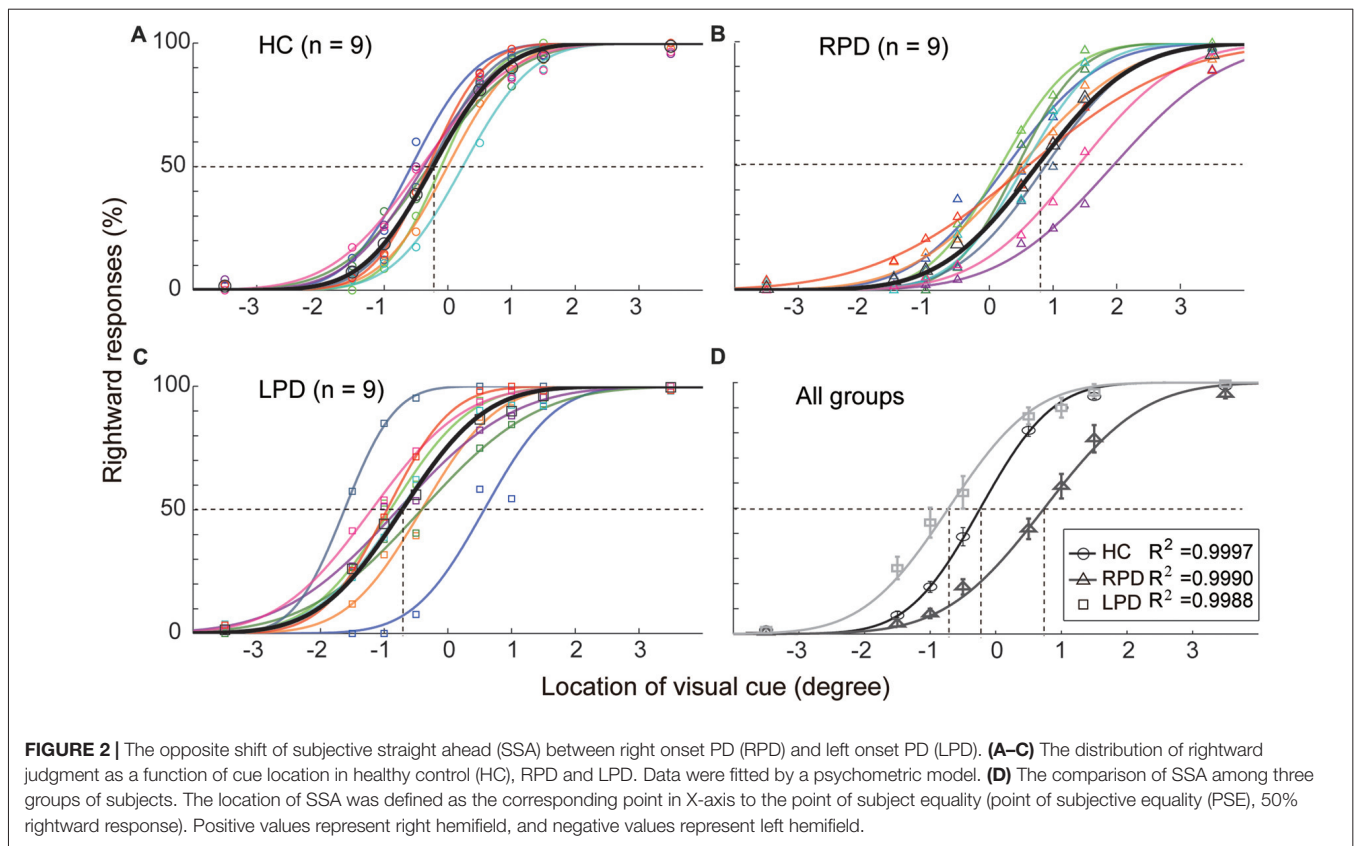 A
HC (n = 9)
B
RPD (n = 9)
100
50
0
-3 -2 -1 0 1 2 3
-3 -2 -1 0 1 2 3
Rightward responses (%)
C
LPD (n = 9)
D
All groups
100
50
0
HC R² =0.9997
RPD R² =0.9990
LPD R² =0.9988
-3 -2 -1 0 1 2 3
-3 -2 -1 0 1 2 3
Location of visual cue (degree)
FIGURE 2 | The opposite shift of subjective straight ahead (SSA) between right onset PD (RPD) and left onset PD (LPD). (A–C) The distribution of rightward
judgment as a function of cue location in healthy control (HC), RPD and LPD. Data were fitted by a psychometric model. (D) The comparison of SSA among three
groups of subjects. The location of SSA was defined as the corresponding point in X-axis to the point of subject equality (point of subjective equality (PSE), 50%
rightward response). Positive values represent right hemifield, and negative values represent left hemifield.